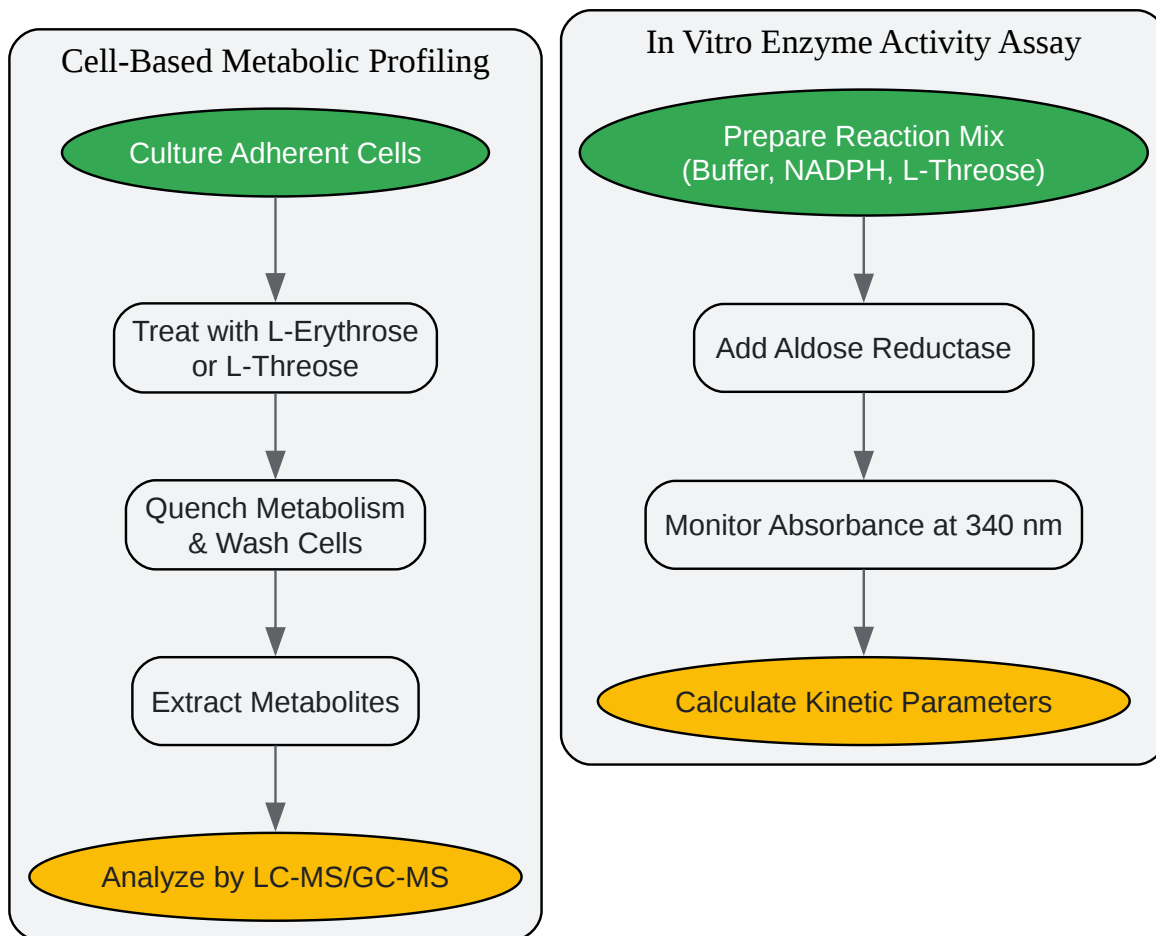 Cell-Based Metabolic Profiling
Culture Adherent Cells
Treat with L-Erythrose
or L-Threose
Quench Metabolism
& Wash Cells
Extract Metabolites
Analyze by LC-MS/GC-MS
In Vitro Enzyme Activity Assay
Prepare Reaction Mix
(Buffer, NADPH, L-Threose)
Add Aldose Reductase
Monitor Absorbance at 340 nm
Calculate Kinetic Parameters